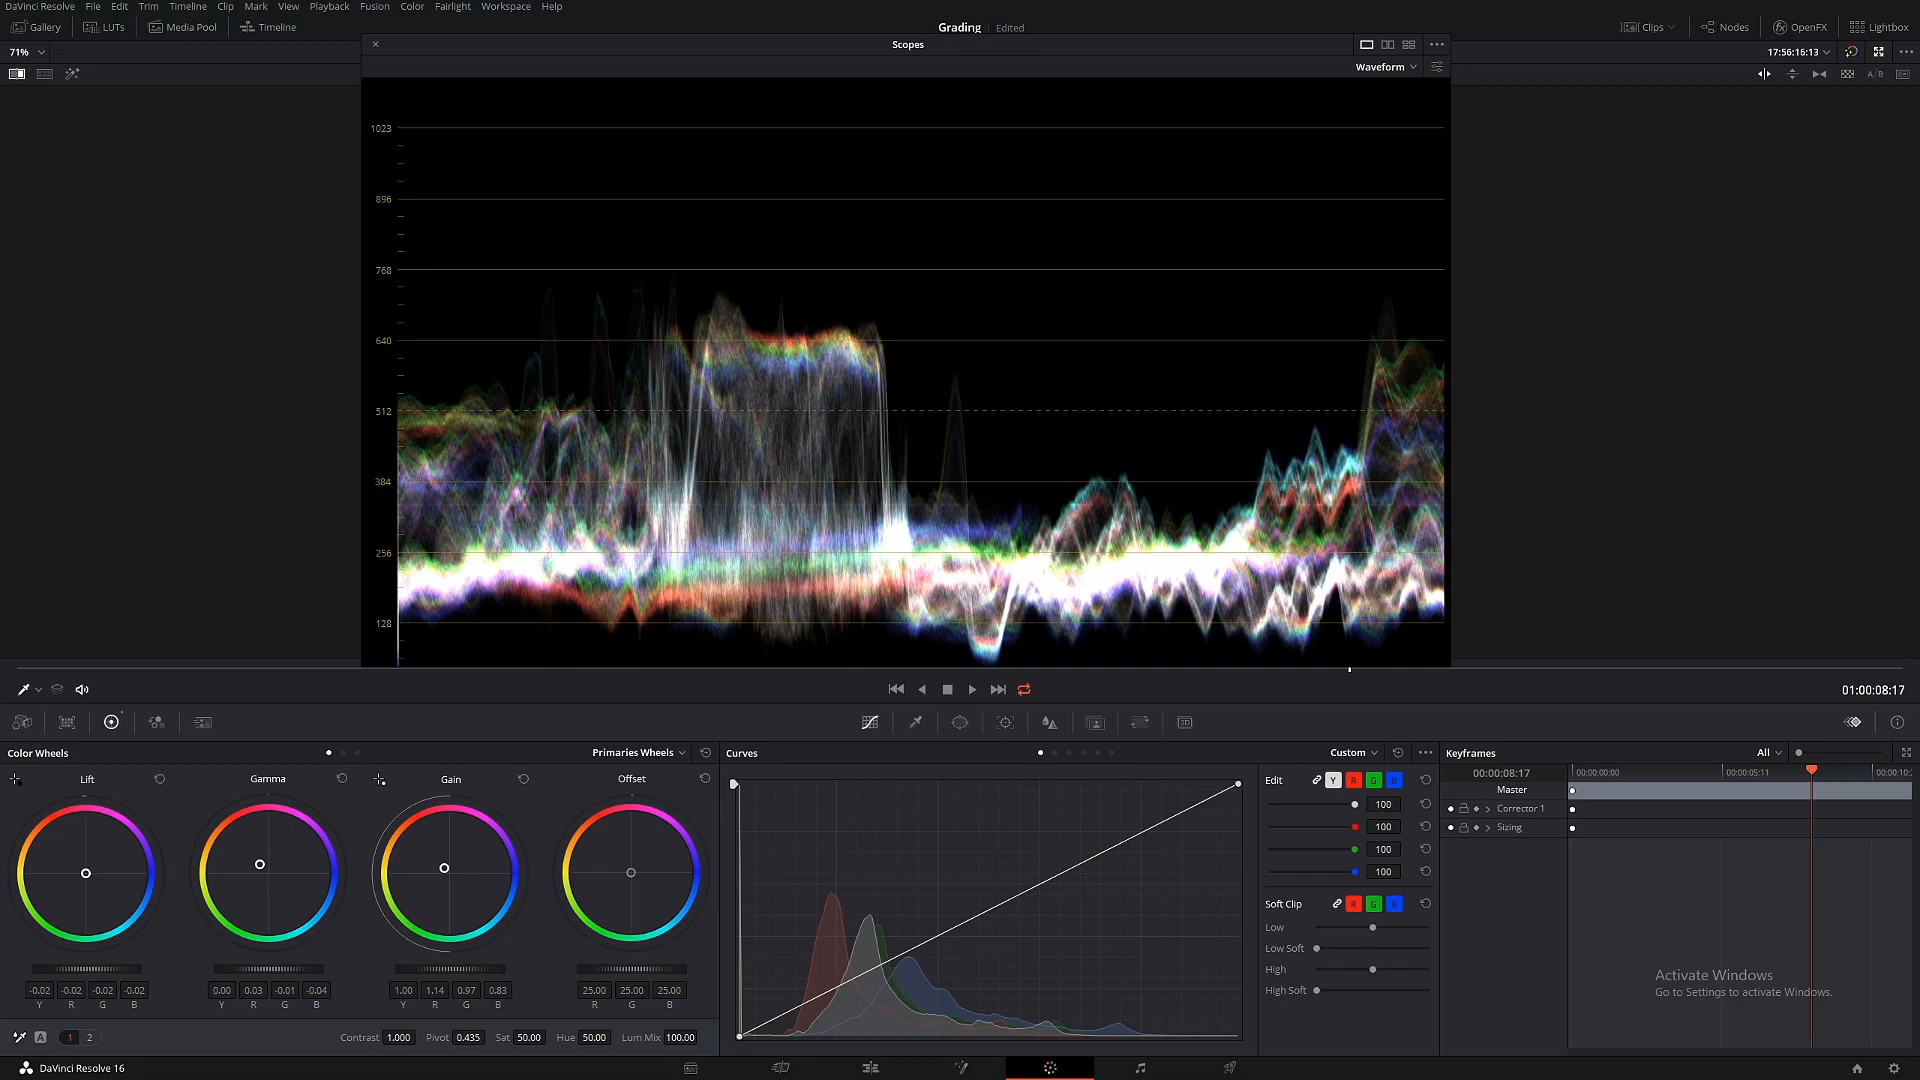 DaVinci Resolve File Edit Trim Timeline Clip Mark View Playback Fusion Color Fairlight Workspace Help
Gallery LUTs Media Pool Timeline Grading Edited Clips Nodes OpenFX Lightbox
71% Scopes 17:56:16:13
Waveform
A/B
1023
896
768
640
512
384
256
128
01:00:08:17
3D
Color Wheels Primaries Wheels
Lift Gamma Gain Offset
-0.02 -0.02 -0.02 -0.02 0.00 0.03 -0.01 -0.04 1.00 1.14 0.97 0.83 25.00 25.00 25.00
Y R G B Y R G B Y R G B R G B
A 1 2 Contrast 1.000 Pivot 0.435 Sat 50.00 Hue 50.00 Lum Mix 100.00
Curves Custom
Edit Y R G B
100
100
100
100
Soft Clip R G B
Low
Low Soft
High
High Soft
Keyframes All
00:00:08:17 00:00:00:00 00:00:05:11 00:00:10:
Master
Corrector 1
Sizing
Activate Windows
Go to Settings to activate Windows.
DaVinci Resolve 16